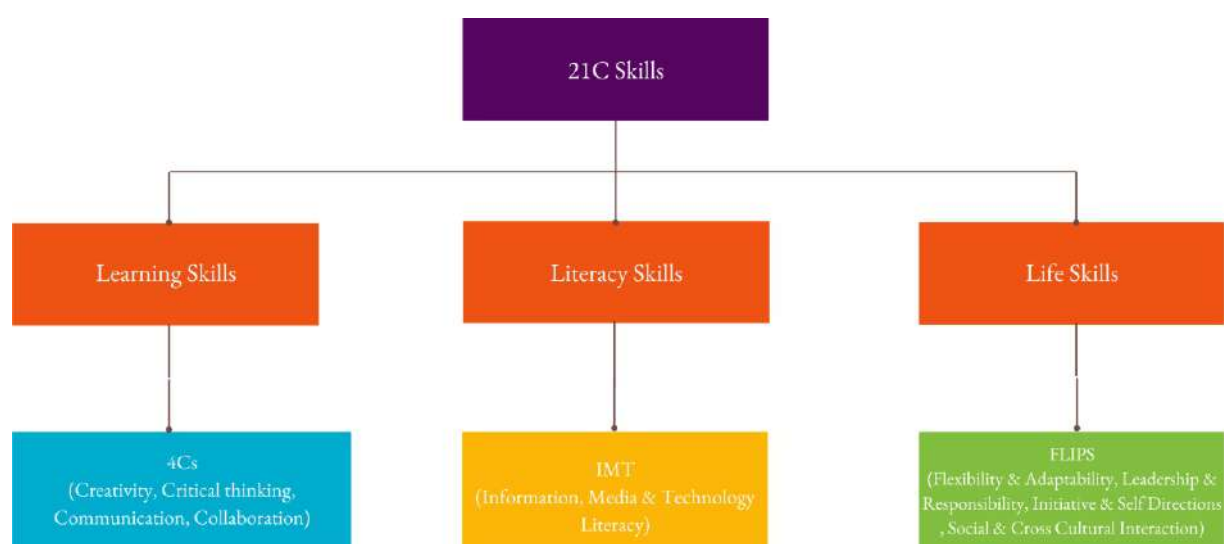 21C Skills
Learning Skills
Literacy Skills
Life Skills
4Cs
(Creativity, Critical thinking,
Communication, Collaboration)
IMT
(Information, Media & Technology
Literacy)
FLIPS
(Flexibility & Adaptability, Leadership &
Responsibility, Initiative & Self Directions
, Social & Cross Cultural Interaction)